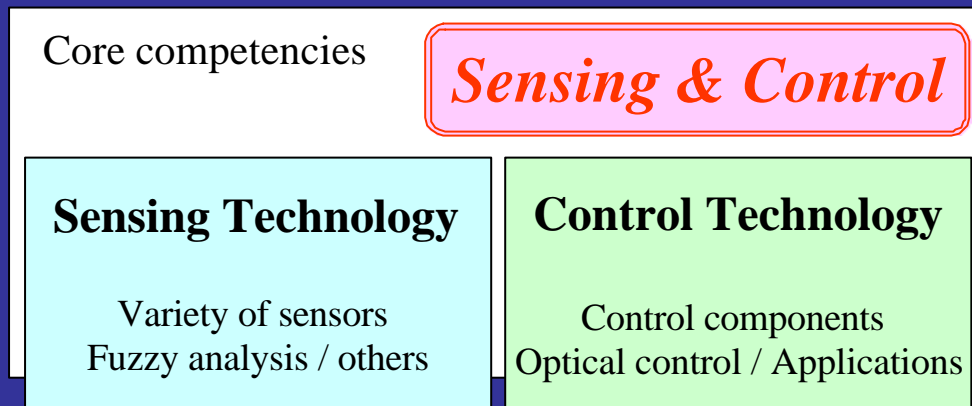 Core competencies
Sensing & Control
Sensing Technology
Variety of sensors
Fuzzy analysis / others
Control Technology
Control components
Optical control / Applications